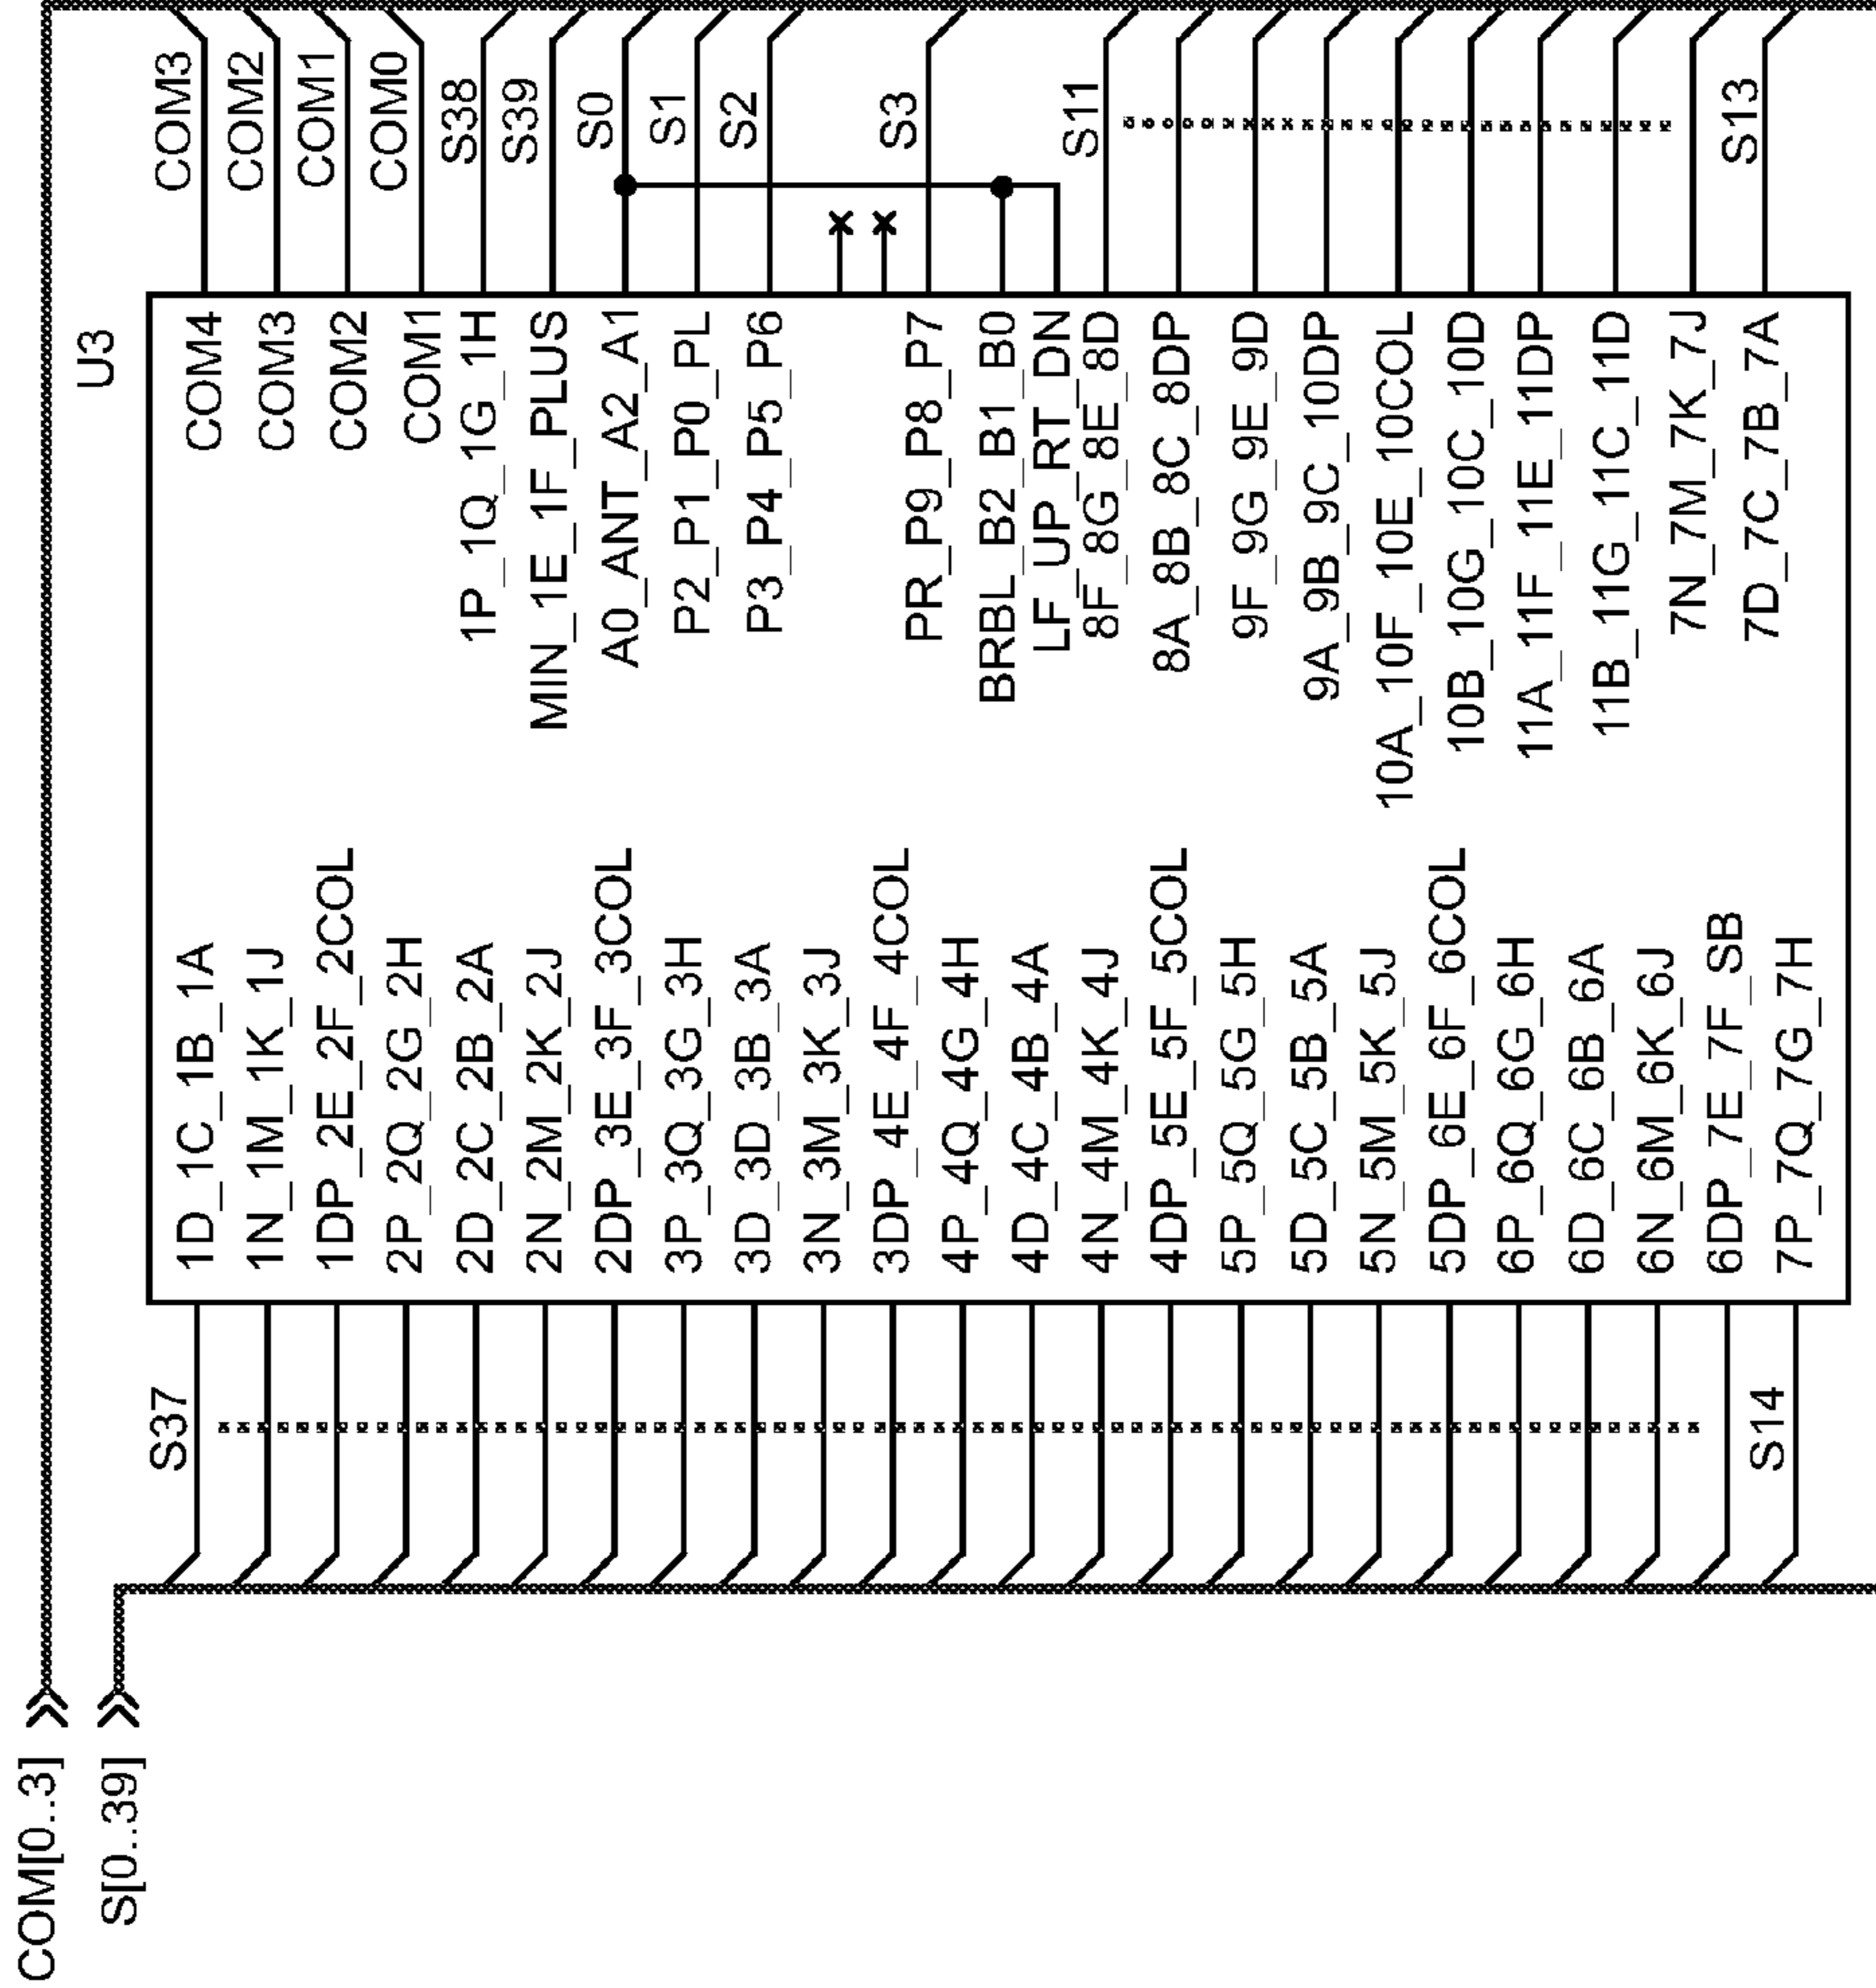 COM[0..3]
S[0..39]
U3
S37
S14
1D_1C_1B_1A
1N_1M_1K_1J
1DP_2E_2F_2COL
2P_2Q_2G_2H
2D_2C_2B_2A
2N_2M_2K_2J
2DP_3E_3F_3COL
3P_3Q_3G_3H
3D_3D_3B_3A
3N_3M_3K_3J
3DP_4E_4F_4COL
4P_4Q_4G_4H
4D_4C_4B_4A
4N_4M_4K_4J
4DP_5E_5F_5COL
5P_5Q_5G_5H
5D_5C_5B_5A
5N_5M_5K_5J
5DP_6E_6F_6COL
6P_6Q_6G_6H
6D_6C_6B_6A
6N_6M_6K_6J
6DP_7E_7F_SB
7P_7Q_7G_7H
COM4
COM3
COM2
COM1
1P_1Q_1G_1H
MIN_1E_1F_PLUS
A0_ANT_A2_A1
P2_P1_P0_PL
P3_P4_P5_P6
PR_P9_P8_P7
BRBL_B2_B1_B0
LF_UP_RT_DN
8F_8G_8E_8D
8A_8B_8C_8DP
9F_9G_9E_9D
9A_9B_9C_10DP
10A_10F_10E_10COL
10B_10G_10C_10D
11A_11F_11E_11DP
11B_11G_11C_11D
7N_7M_7K_7J
7D_7C_7B_7A
COM3
COM2
COM1
COM0
S38
S39
S0
S1
S2
S3
S11
S13